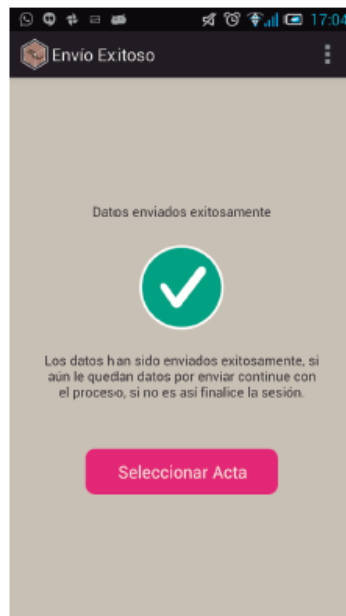 17:04
Envío Exitoso
Datos enviados exitosamente
Los datos han sido enviados exitosamente, si
aún le quedan datos por enviar continue con
el proceso, si no es así finalice la sesión.
Seleccionar Acta